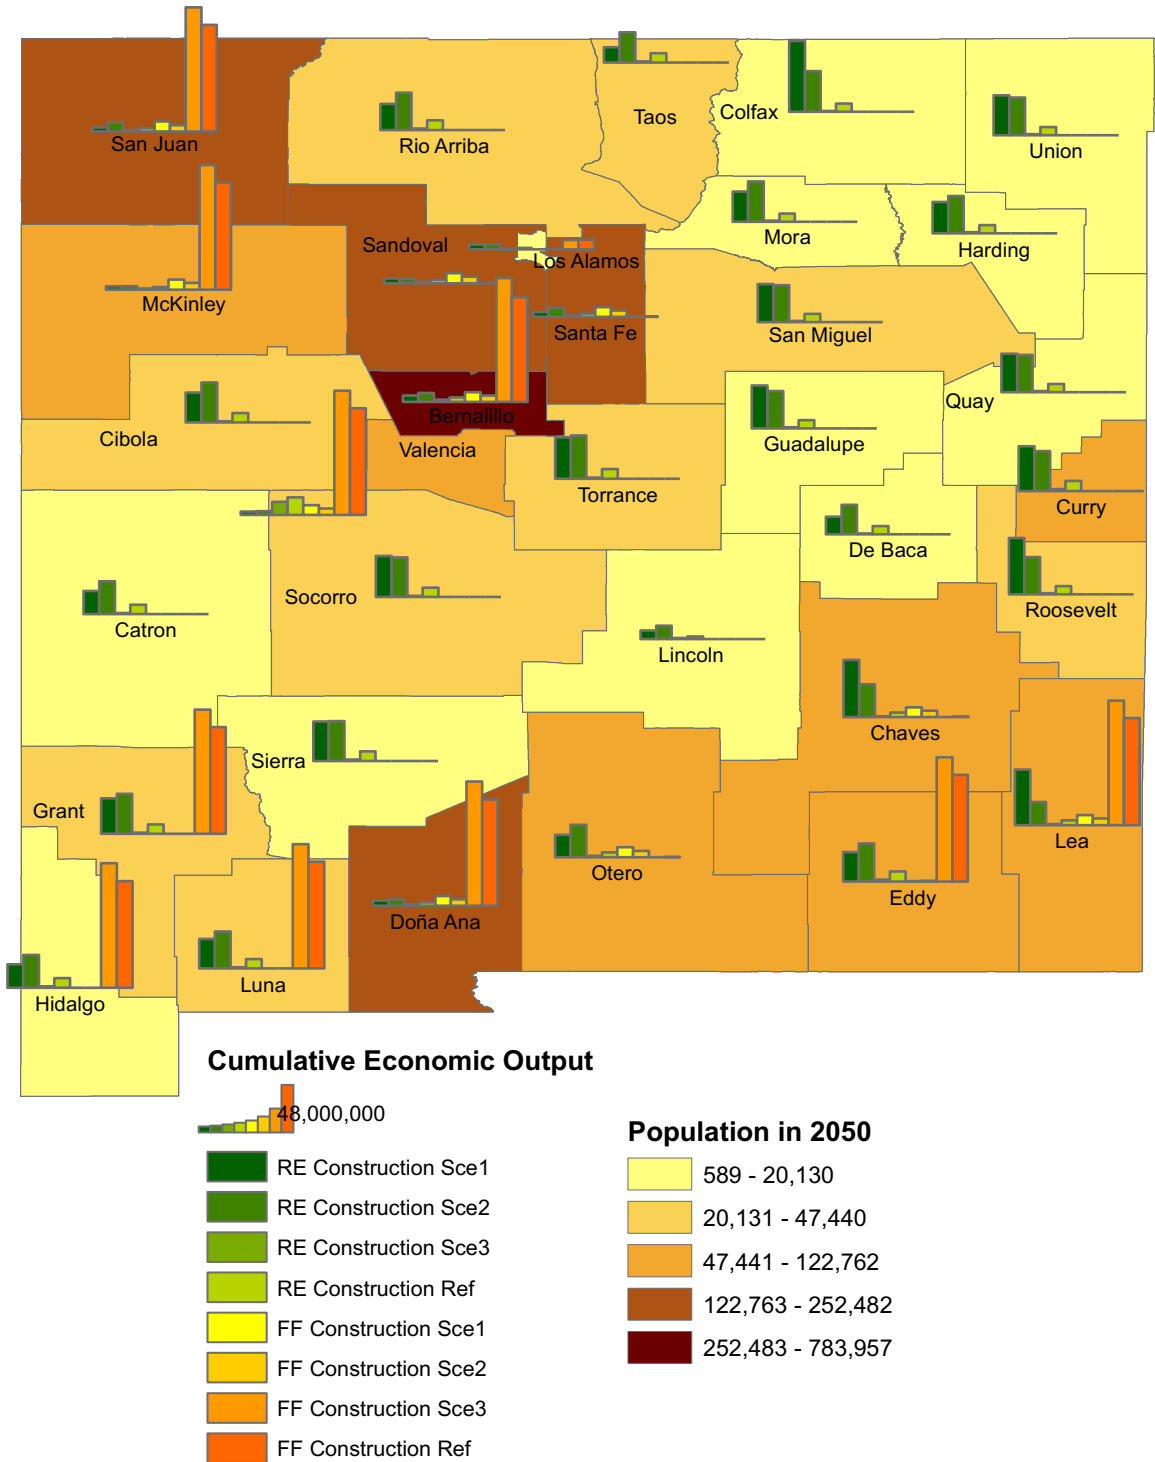 Taos
Colfax
San Juan
Rio Arriba
Union
Mora
Sandoval
Harding
Los Alamos
McKinley
Santa Fe
San Miguel
Quay
Bernalillo
Cibola
Valencia
Guadalupe
Torrance
Curry
De Baca
Socorro
Roosevelt
Catron
Lincoln
Chaves
Sierra
Grant
Lea
Otero
Eddy
Doña Ana
Luna
Hidalgo
Cumulative Economic Output
48,000,000
RE Construction Sce1
RE Construction Sce2
RE Construction Sce3
RE Construction Ref
FF Construction Sce1
FF Construction Sce2
FF Construction Sce3
FF Construction Ref
Population in 2050
589 - 20,130
20,131 - 47,440
47,441 - 122,762
122,763 - 252,482
252,483 - 783,957